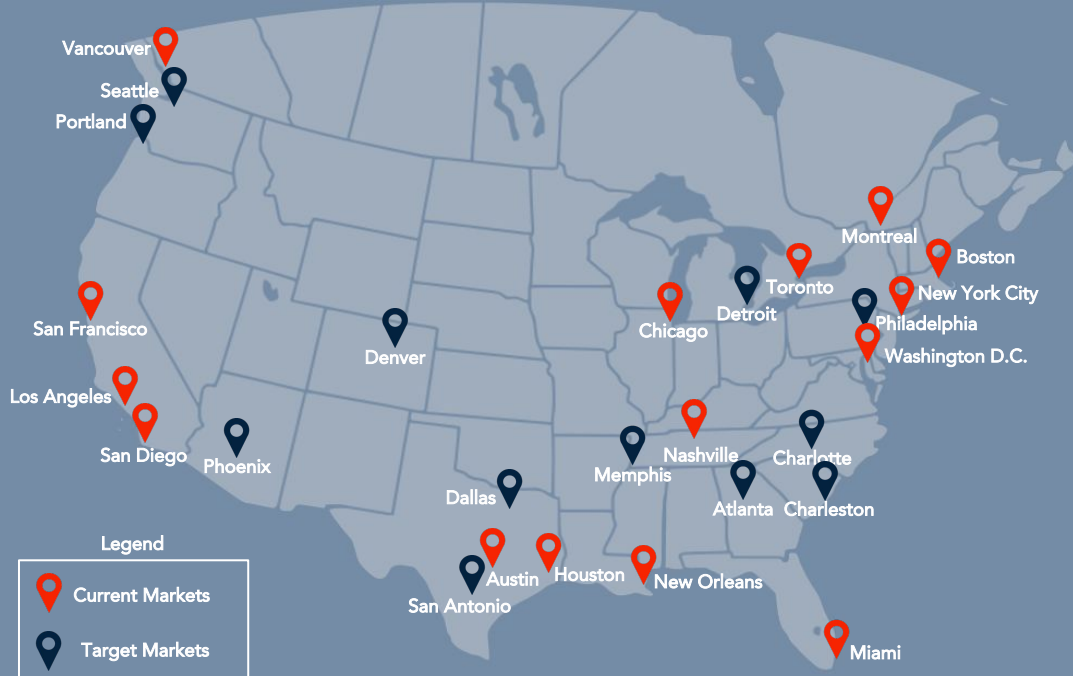 Vancouver
Seattle
Portland
Montreal
Boston
Toronto
New York City
Detroit
Philadelphia
San Francisco
Chicago
Denver
Washington D.C.
Los Angeles
San Diego
Phoenix
Nashville
Charlotte
Memphis
Dallas
Atlanta
Charleston
Legend
Austin
Houston
New Orleans
Current Markets
San Antonio
Target Markets
Miami